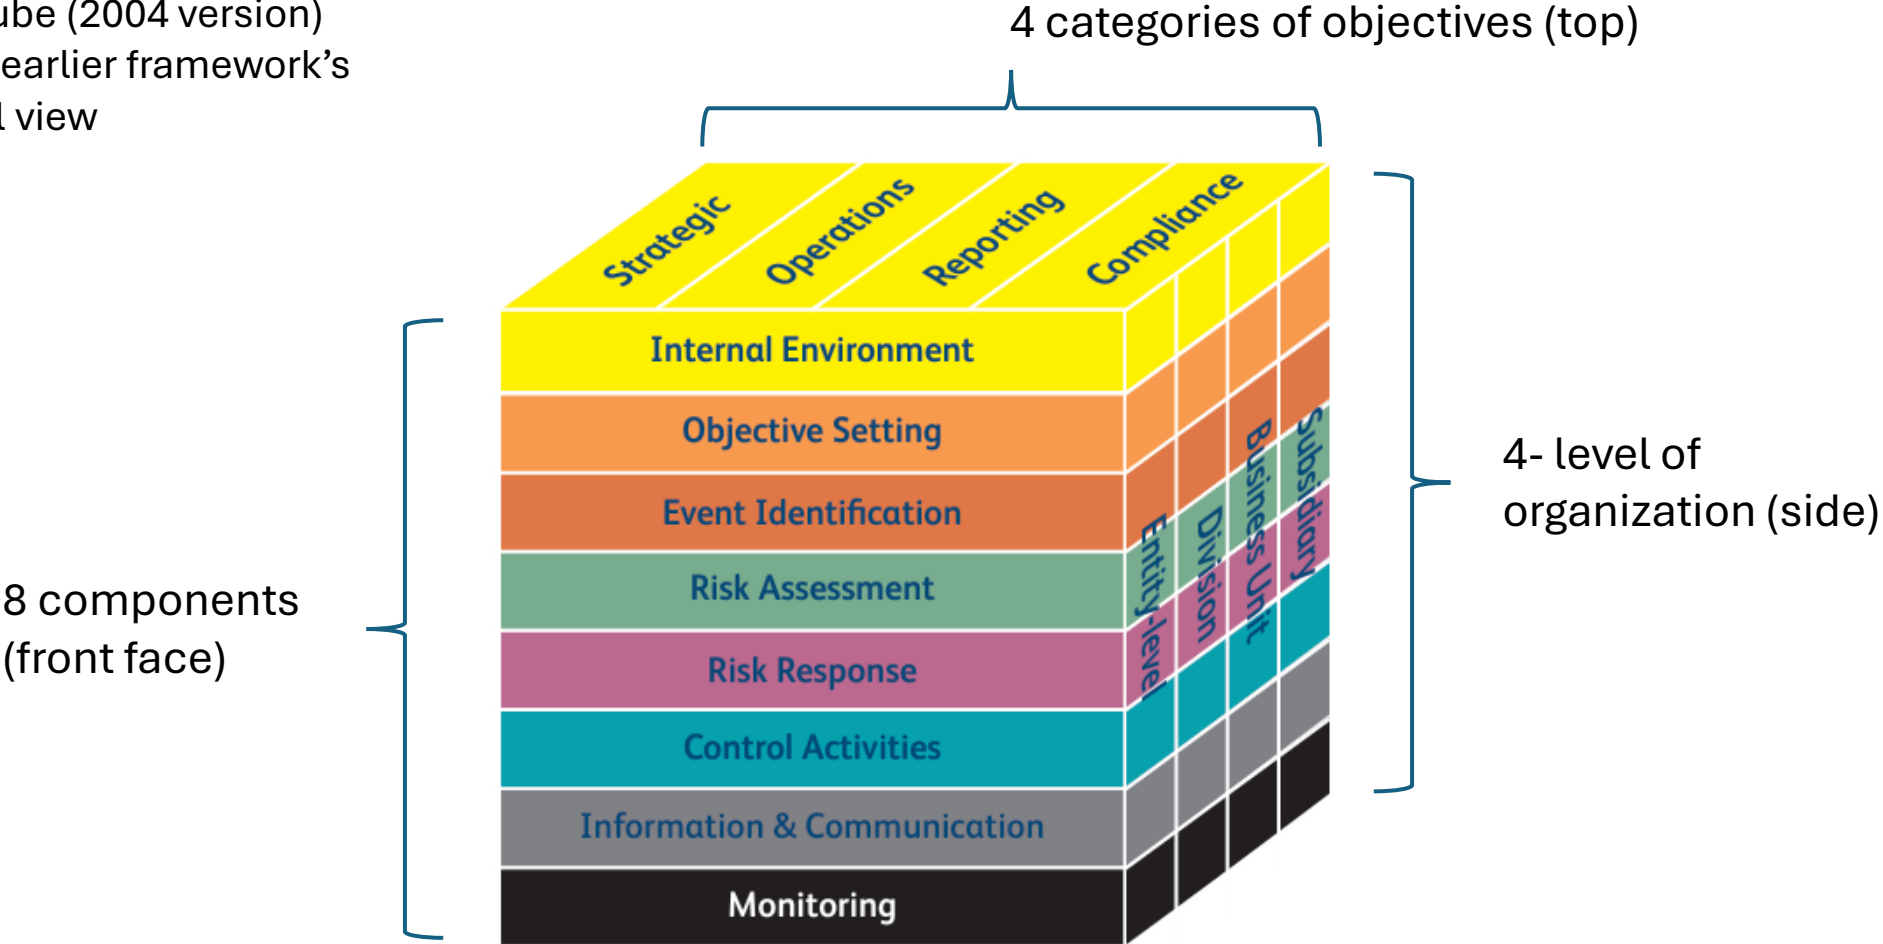 (2004 version)
earlier framework's
view
4 categories of objectives (top)
Strategic
Operations
Reporting
Compliance
Internal Environment
Objective Setting
Event Identification
Risk Assessment
Risk Response
Control Activities
Information & Communication
Monitoring
Entity-level
Division
Business Unit
Subsidiary
8 components
(front face)
4- level of
organization (side)